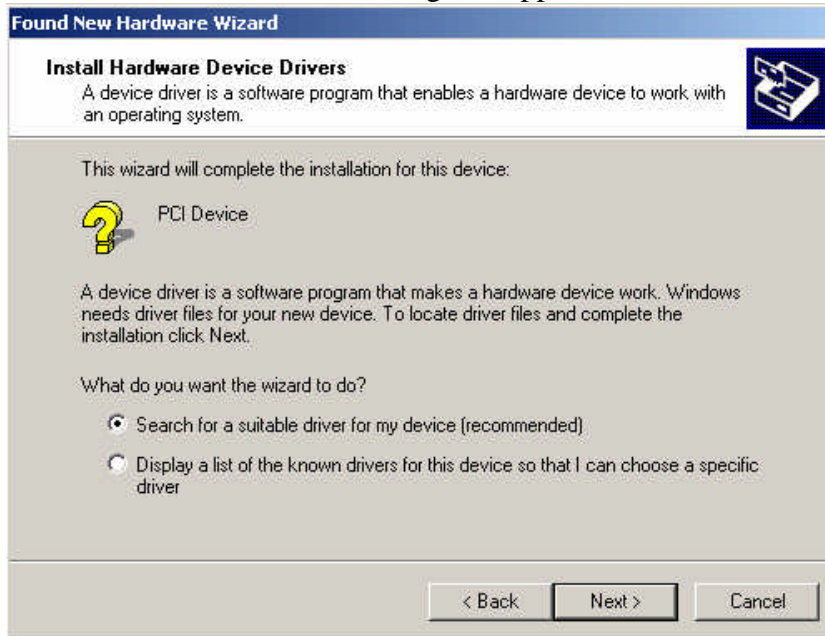 Found New Hardware Wizard
Install Hardware Device Drivers
A device driver is a software program that enables a hardware device to work with
an operating system.
This wizard will complete the installation for this device:
PCI Device
A device driver is a software program that makes a hardware device work. Windows
needs driver files for your new device. To locate driver files and complete the
installation click Next.
What do you want the wizard to do?
Search for a suitable driver for my device (recommended)
Display a list of the known drivers for this device so that I can choose a specific
driver
< Back
Next >
Cancel